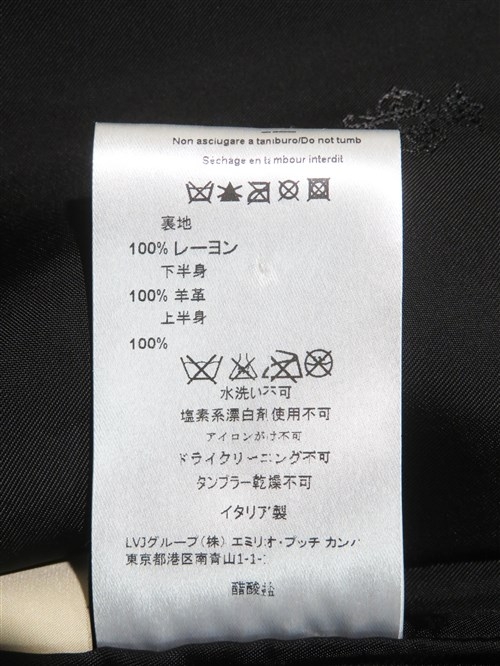 Non asciugare a tamburo/Do not tumb
Sechage en tambour interdit
裏地
100% レーヨン
下半身
100% 羊革
上半身
100%
水洗い不可
塩素系漂白剤使用不可
アイロンがけ不可
ドライクリーニング不可
タンブラー乾燥不可
イタリア製
LVJグループ(株) エミリオ・プッチ カンパ
東京都港区南青山1-1-
酢酸塩